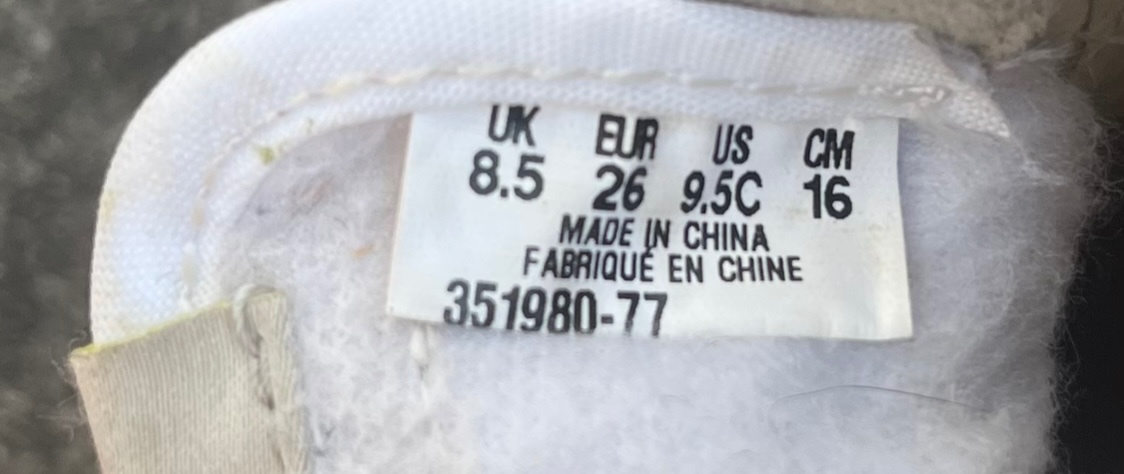 UK EUR US CM
8.5 26 9.5C 16
MADE IN CHINA
FABRIQUÉ EN CHINE
351980-77